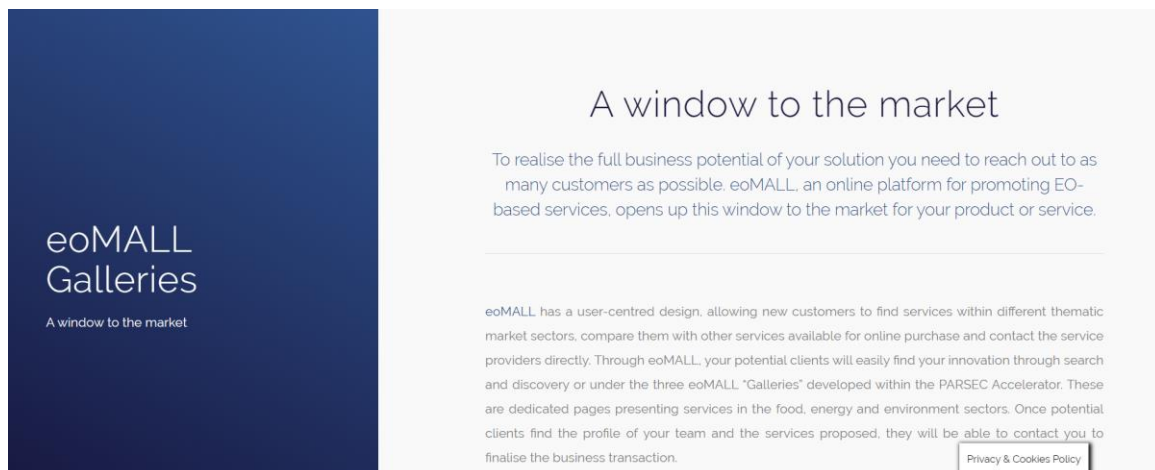 eoMALL
Galleries
A window to the market
A window to the market
To realise the full business potential of your solution you need to reach out to as
many customers as possible. eoMALL, an online platform for promoting EO-
based services, opens up this window to the market for your product or service.
eoMALL has a user-centred design, allowing new customers to find services within different thematic
market sectors, compare them with other services available for online purchase and contact the service
providers directly. Through eoMALL, your potential clients will easily find your innovation through search
and discovery or under the three eoMALL "Galleries" developed within the PARSEC Accelerator. These
are dedicated pages presenting services in the food, energy and environment sectors. Once potential
clients find the profile of your team and the services proposed, they will be able to contact you to
finalise the business transaction.
Privacy & Cookies Policy